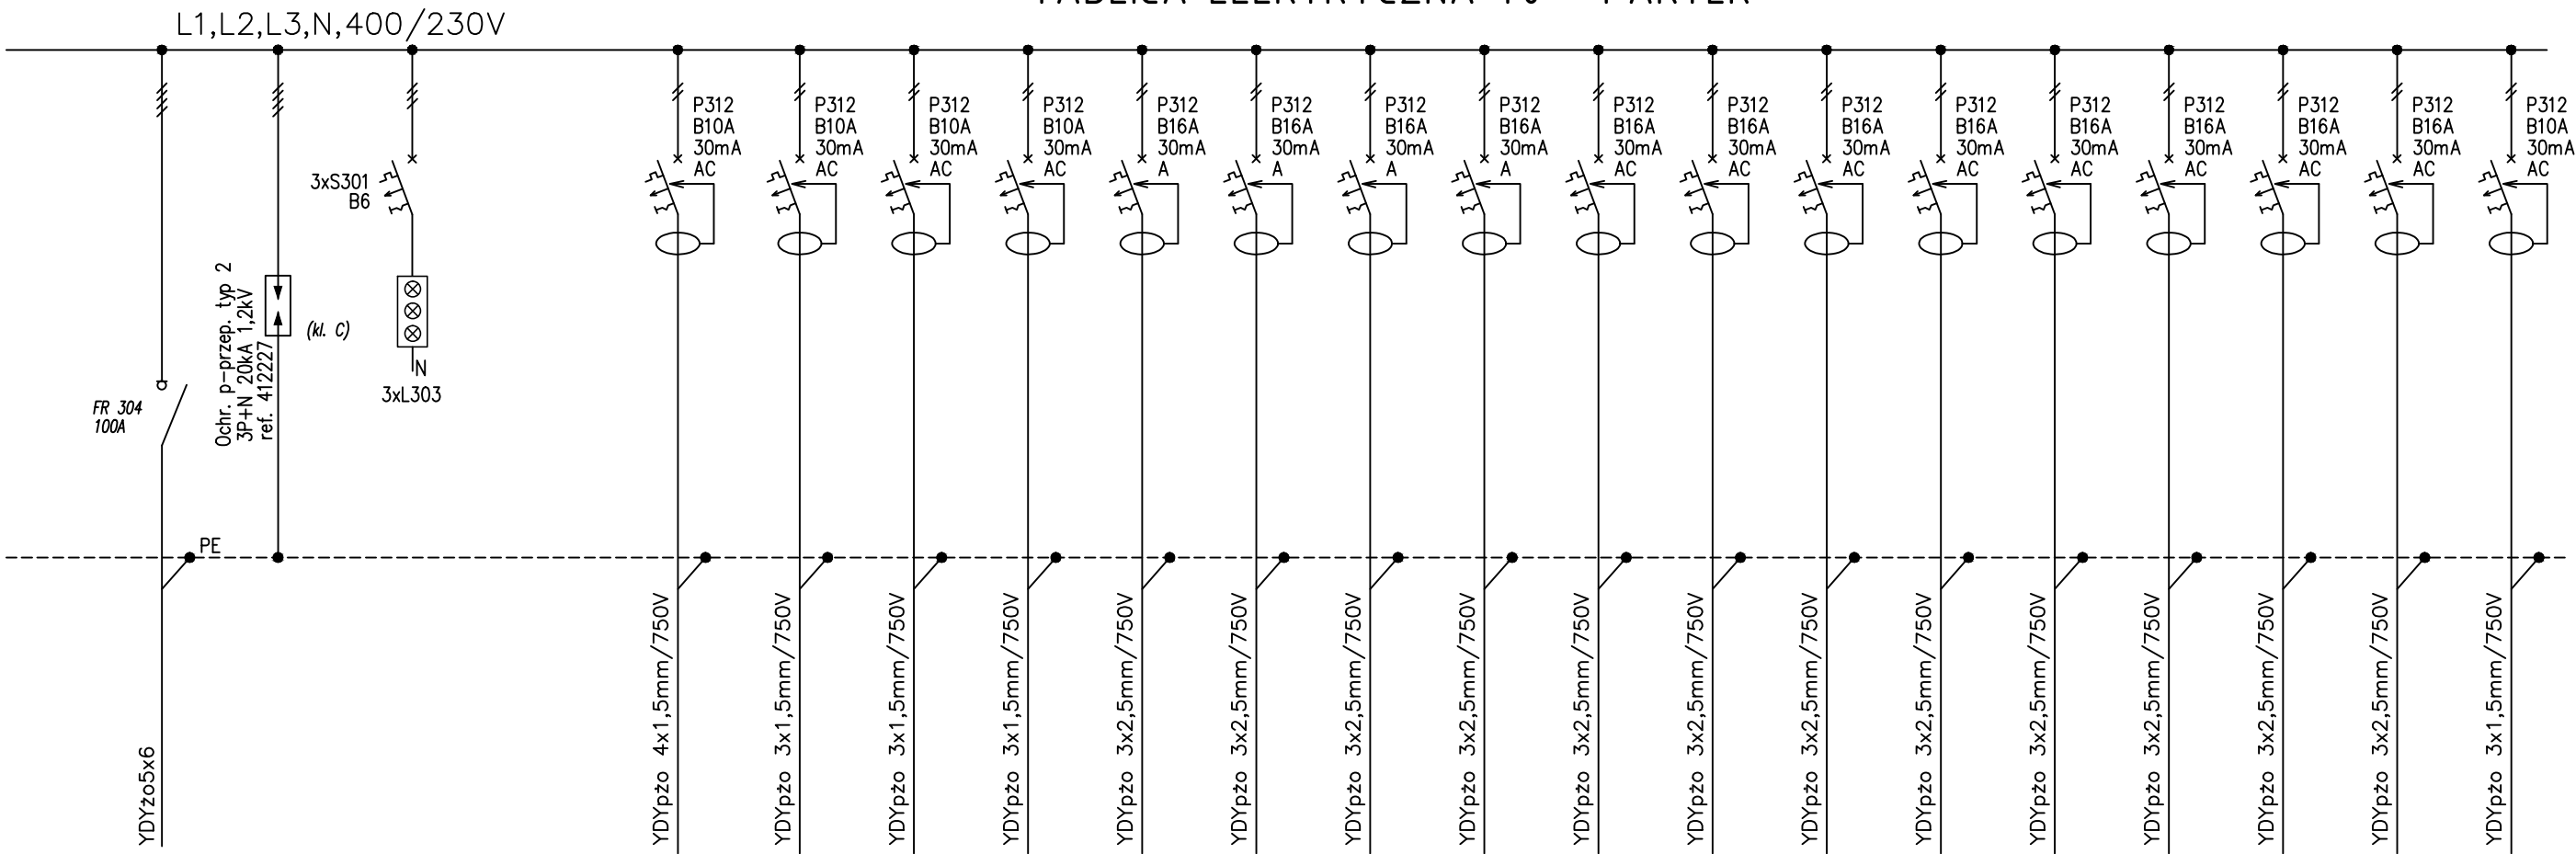 L1,L2,L3,N,400/230V
P312
B10A
30mA
AC
P312
B10A
30mA
AC
P312
B10A
30mA
AC
P312
B10A
30mA
AC
P312
B16A
30mA
A
P312
B16A
30mA
A
P312
B16A
30mA
A
P312
B16A
30mA
A
P312
B16A
30mA
AC
P312
B16A
30mA
AC
P312
B16A
30mA
AC
P312
B16A
30mA
AC
P312
B16A
30mA
AC
P312
B16A
30mA
AC
P312
B16A
30mA
AC
P312
B16A
30mA
AC
P312
B10A
30mA
AC
3xS301
B6
Ochr. p-przep. typ 2
3P+N 20kA 1,2kV
ref. 412227
(kl. C)
N
3xL303
FR 304
100A
PE
YDYżo5x6
YDYpżo 4x1,5mm/750V
YDYpżo 3x1,5mm/750V
YDYpżo 3x1,5mm/750V
YDYpżo 3x1,5mm/750V
YDYpżo 3x2,5mm/750V
YDYpżo 3x2,5mm/750V
YDYpżo 3x2,5mm/750V
YDYpżo 3x2,5mm/750V
YDYpżo 3x2,5mm/750V
YDYpżo 3x2,5mm/750V
YDYpżo 3x2,5mm/750V
YDYpżo 3x2,5mm/750V
YDYpżo 3x2,5mm/750V
YDYpżo 3x2,5mm/750V
YDYpżo 3x2,5mm/750V
YDYpżo 3x2,5mm/750V
YDYpżo 3x1,5mm/750V